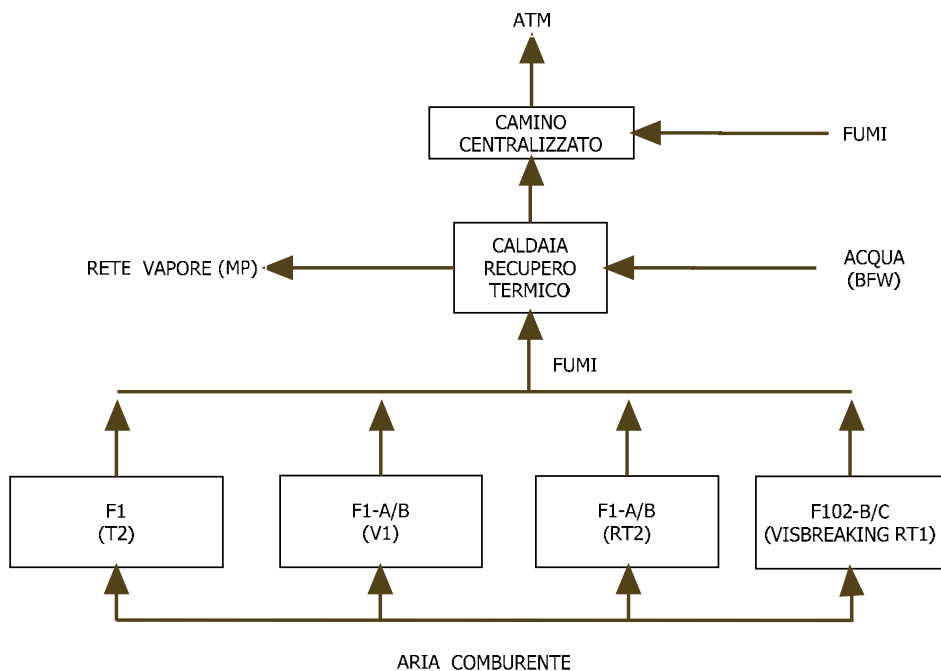 ATM
CAMINO
CENTRALIZZATO
FUMI
CALDAIA
RECUPERO
TERMICO
RETE VAPORE (MP)
ACQUA
(BFW)
FUMI
F1
(T2)
F1-A/B
(V1)
F1-A/B
(RT2)
F102-B/C
(VISBREAKING RT1)
ARIA COMBURENTE